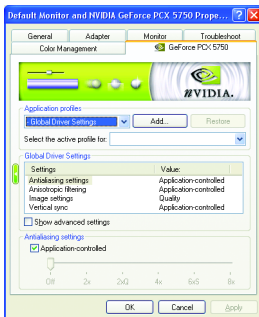 Default Monitor and NVIDIA GeForce PCX 5750 Prope...
General Adapter Monitor Troubleshoot
Color Management GeForce PCX 5750
NVIDIA.
Application profiles
- Global Driver Settings Add... Restore
Select the active profile for:
Global Driver Settings
Settings Value:
Antialiasing settings Application-controlled
Anisotropic filtering Application-controlled
Image settings Quality
Vertical sync Application-controlled
Show advanced settings
Antialiasing settings
Application-controlled
Off 2x 2xQ 4x 6xS 8x
OK Cancel Apply